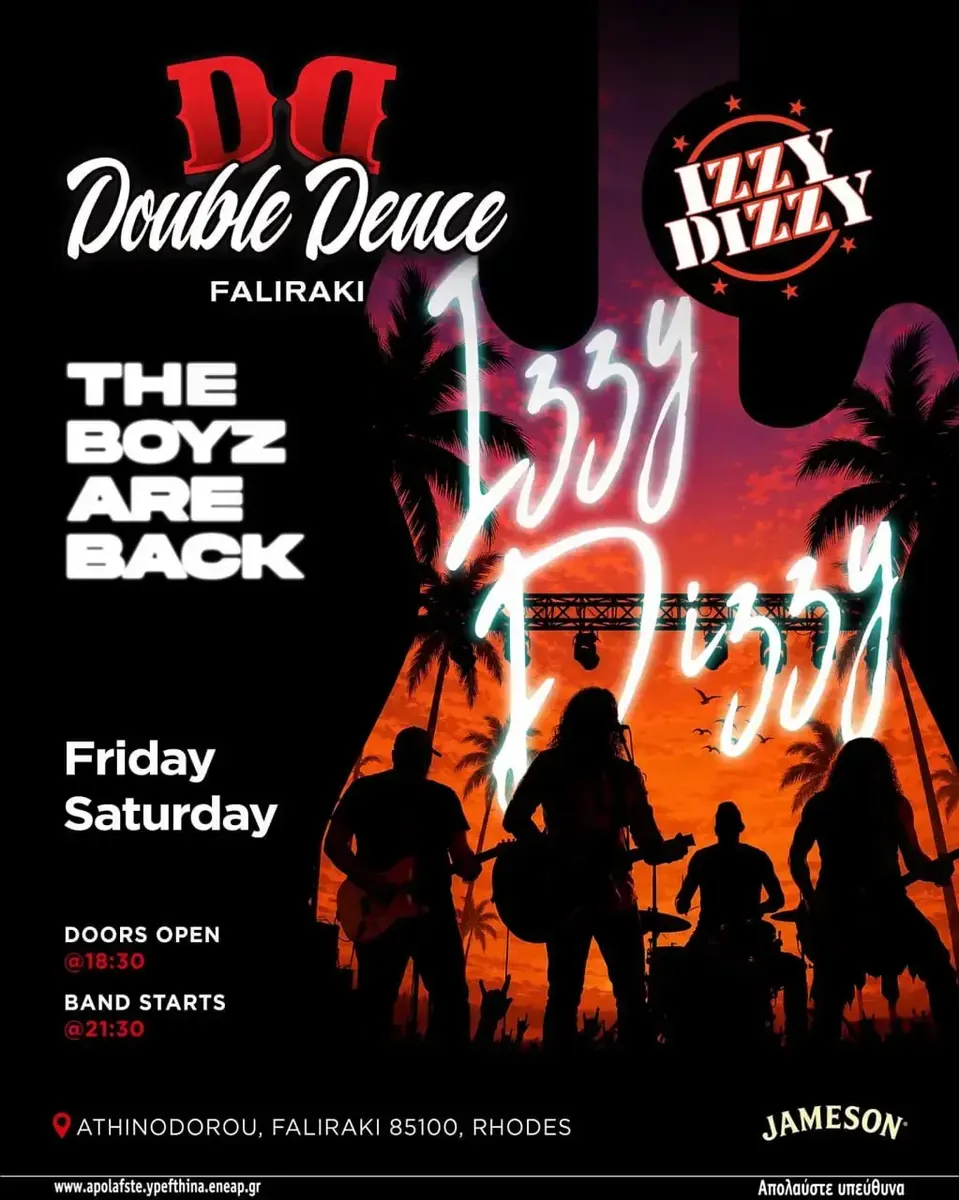 DD
Double Deuce
FALIRAKI
IZZY
DIZZY
Izzy
Dizzy
THE
BOYZ
ARE
BACK
Friday
Saturday
DOORS OPEN
@18:30
BAND STARTS
@21:30
ATHINODOROU, FALIRAKI 85100, RHODES
JAMESON
www.apolafste.ypefthina.eneap.gr
Απολαύστε υπεύθυνα